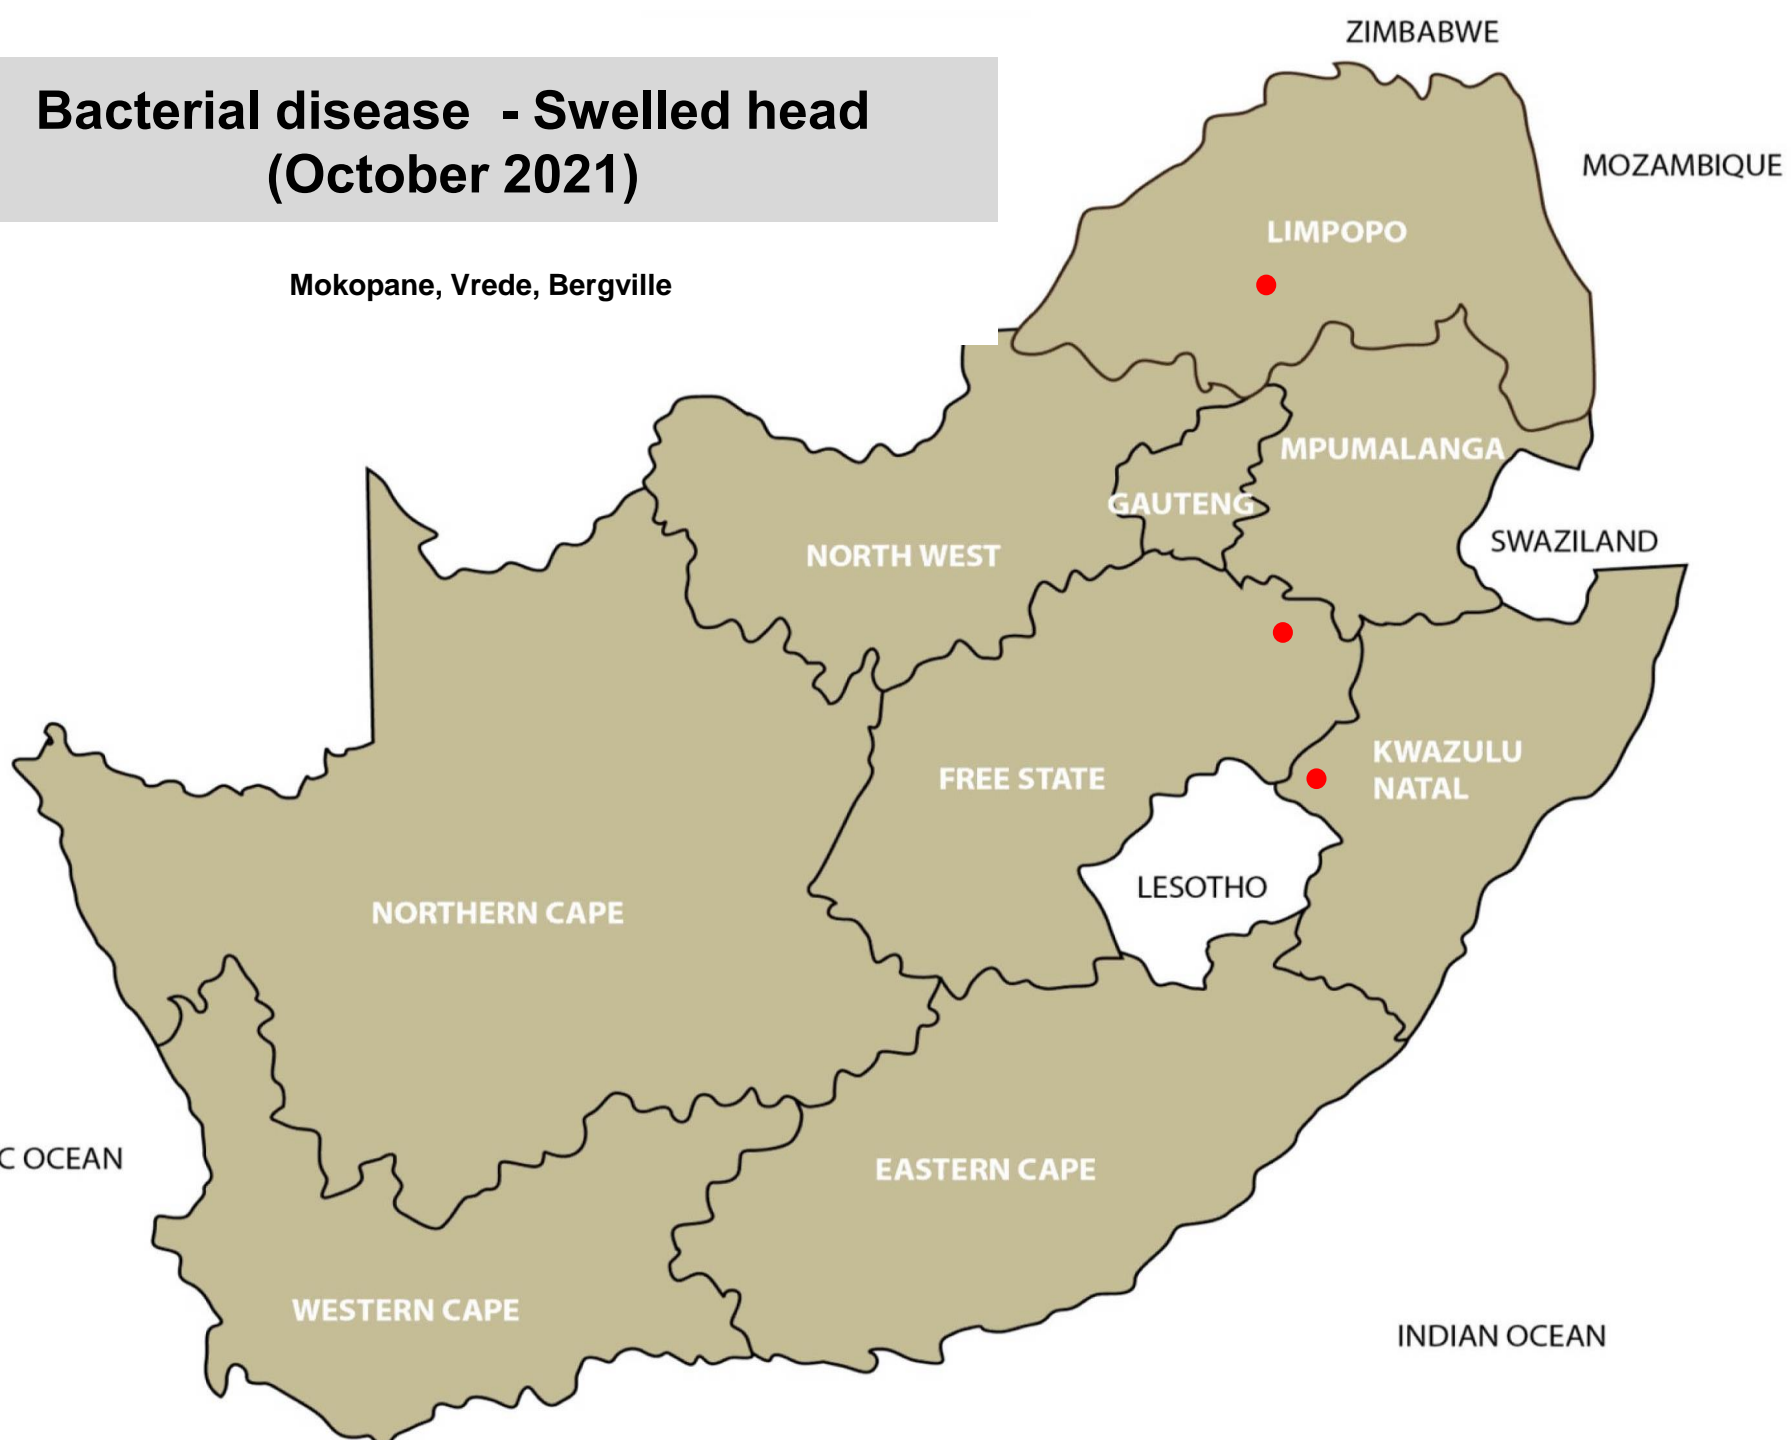 ZIMBABWE
Bacterial disease - Swelled head
(October 2021)
MOZAMBIQUE
LIMPOPO
Mokopane, Vrede, Bergville
MPUMALANGA
GAUTENG
SWAZILAND
NORTH WEST
KWAZULU
NATAL
FREE STATE
LESOTHO
NORTHERN CAPE
C OCEAN
EASTERN CAPE
WESTERN CAPE
INDIAN OCEAN